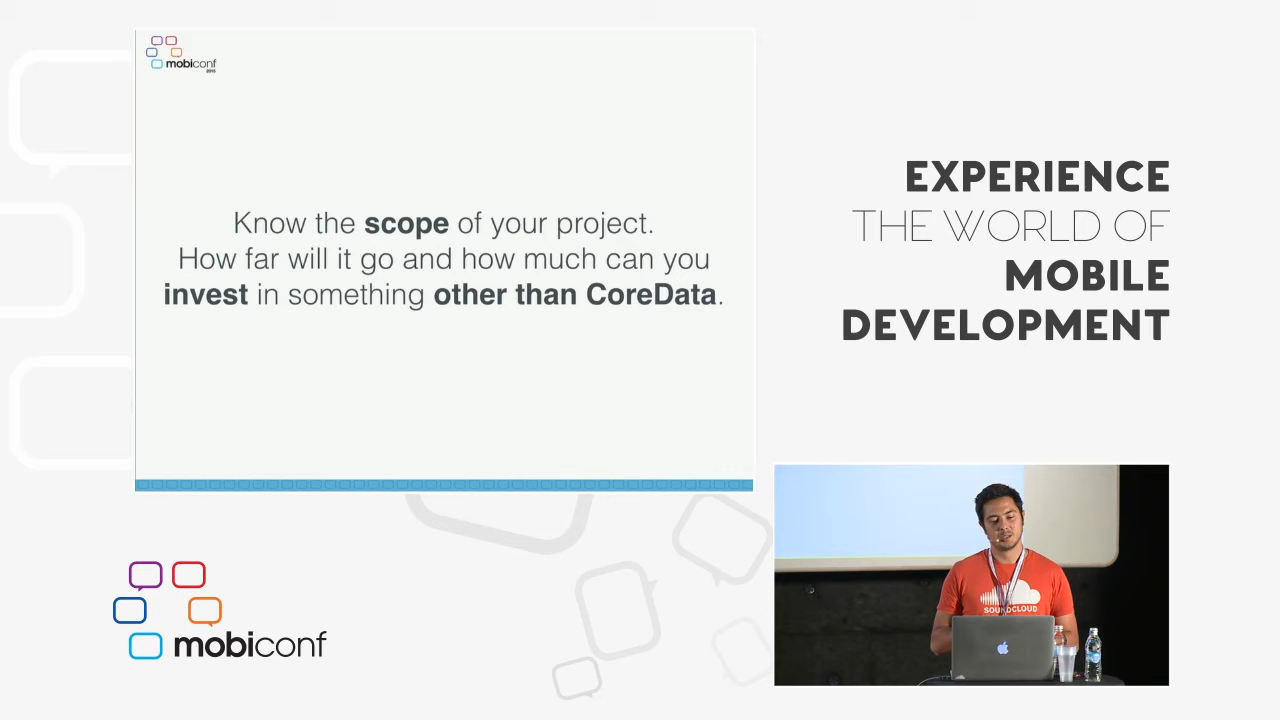 mobiconf
2015
Know the scope of your project.
How far will it go and how much can you
invest in something other than CoreData.
EXPERIENCE
THE WORLD OF
MOBILE
DEVELOPMENT
SOUNDCLOUD
mobiconf